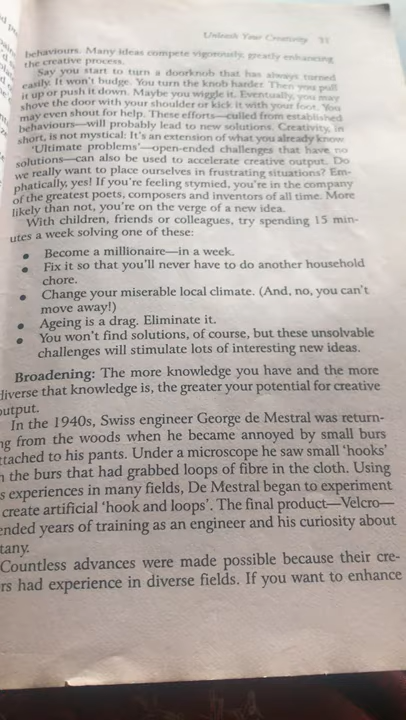 Unleash Your Creativity 31
behaviours. Many ideas compete vigorously, greatly enhancing
the creative process.
Say you start to turn a doorknob that has always turned
easily. It won't budge. You turn the knob harder. Then you pull
it up or push it down. Maybe you wiggle it. Eventually, you may
shove the door with your shoulder or kick it with your foot. You
may even shout for help. These efforts—culled from established
behaviours—will probably lead to new solutions. Creativity, in
short, is not mystical: It's an extension of what you already know
'Ultimate problems'—open-ended challenges that have no
solutions—can also be used to accelerate creative output. Do
we really want to place ourselves in frustrating situations? Em-
phatically, yes! If you're feeling stymied, you're in the company
of the greatest poets, composers and inventors of all time. More
likely than not, you're on the verge of a new idea.
With children, friends or colleagues, try spending 15 min-
utes a week solving one of these:
• Become a millionaire—in a week.
• Fix it so that you'll never have to do another household
chore.
• Change your miserable local climate. (And, no, you can't
move away!)
• Ageing is a drag. Eliminate it.
• You won't find solutions, of course, but these unsolvable
challenges will stimulate lots of interesting new ideas.
Broadening: The more knowledge you have and the more
diverse that knowledge is, the greater your potential for creative
output.
In the 1940s, Swiss engineer George de Mestral was return-
ng from the woods when he became annoyed by small burs
ttached to his pants. Under a microscope he saw small 'hooks'
n the burs that had grabbed loops of fibre in the cloth. Using
s experiences in many fields, De Mestral began to experiment
create artificial 'hook and loops'. The final product—Velcro—
ended years of training as an engineer and his curiosity about
tany.
Countless advances were made possible because their cre-
rs had experience in diverse fields. If you want to enhance